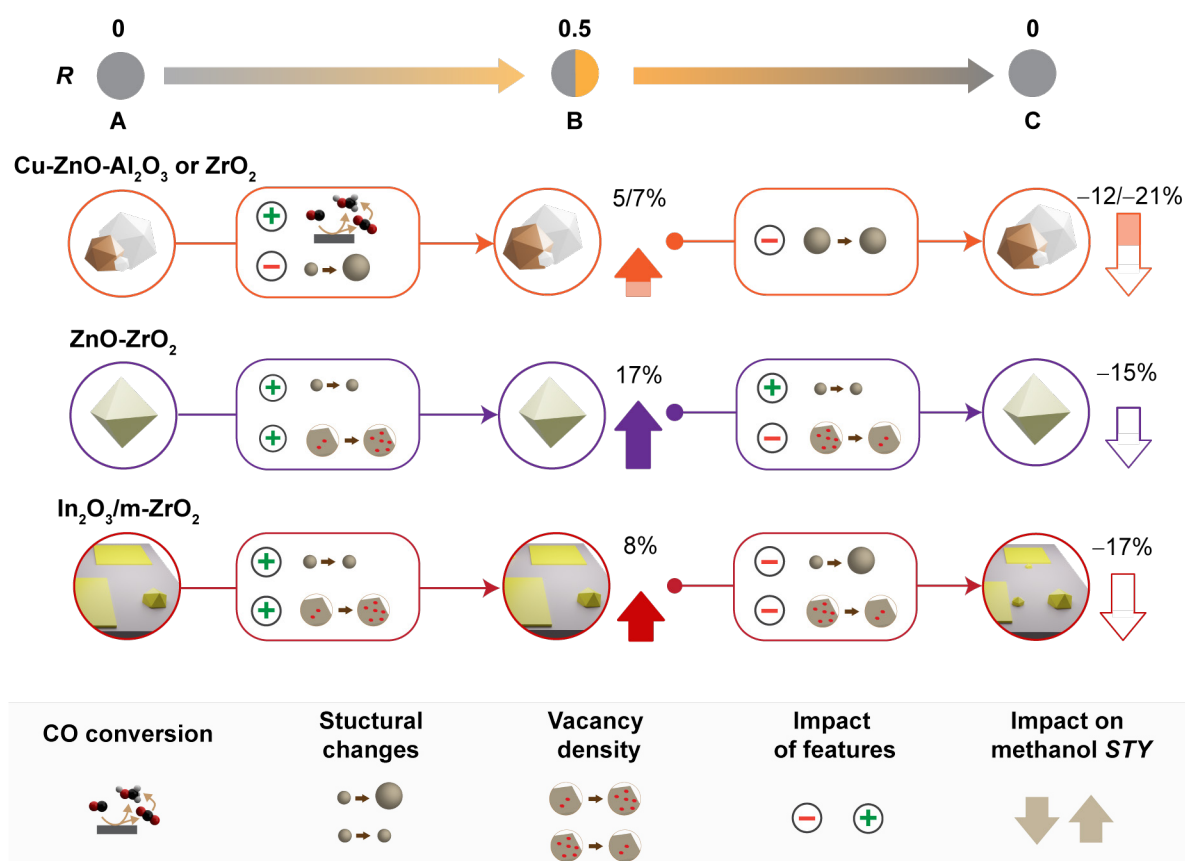 0 0.5 0
R
A B C
Cu-ZnO-Al₂O₃ or ZrO₂
5/7% −12/−21%
+
−
−
ZnO-ZrO₂
17% −15%
+ +
+ −
In₂O₃/m-ZrO₂
8% −17%
+ −
+ −
CO conversion
Stuctural
changes
Vacancy
density
Impact
of features
Impact on
methanol STY
− +